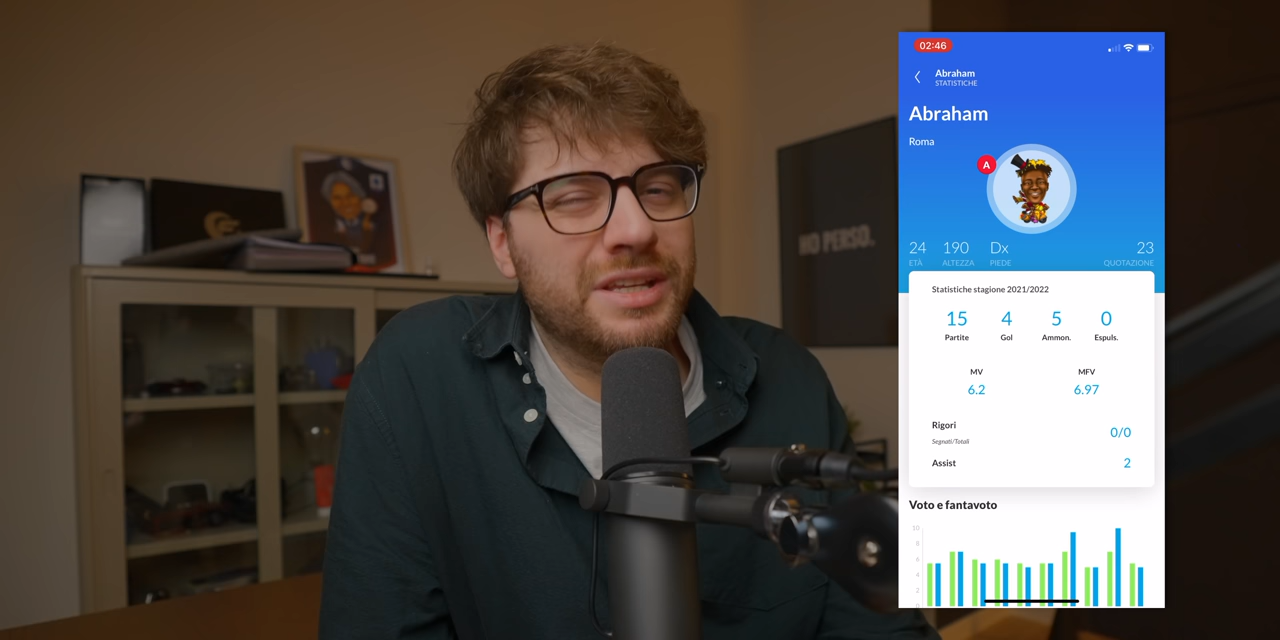 HO PERSO.
02:46
Abraham
STATISTICHE
Abraham
Roma
A
24 190 Dx 23
ETÀ ALTEZZA PIEDE QUOTAZIONE
Statistiche stagione 2021/2022
15 4 5 0
Partite Gol Ammon. Espuls.
MV MFV
6.2 6.97
Rigori
Segnati/Totali
0/0
Assist 2
Voto e fantavoto
10
8
6
4
2
0